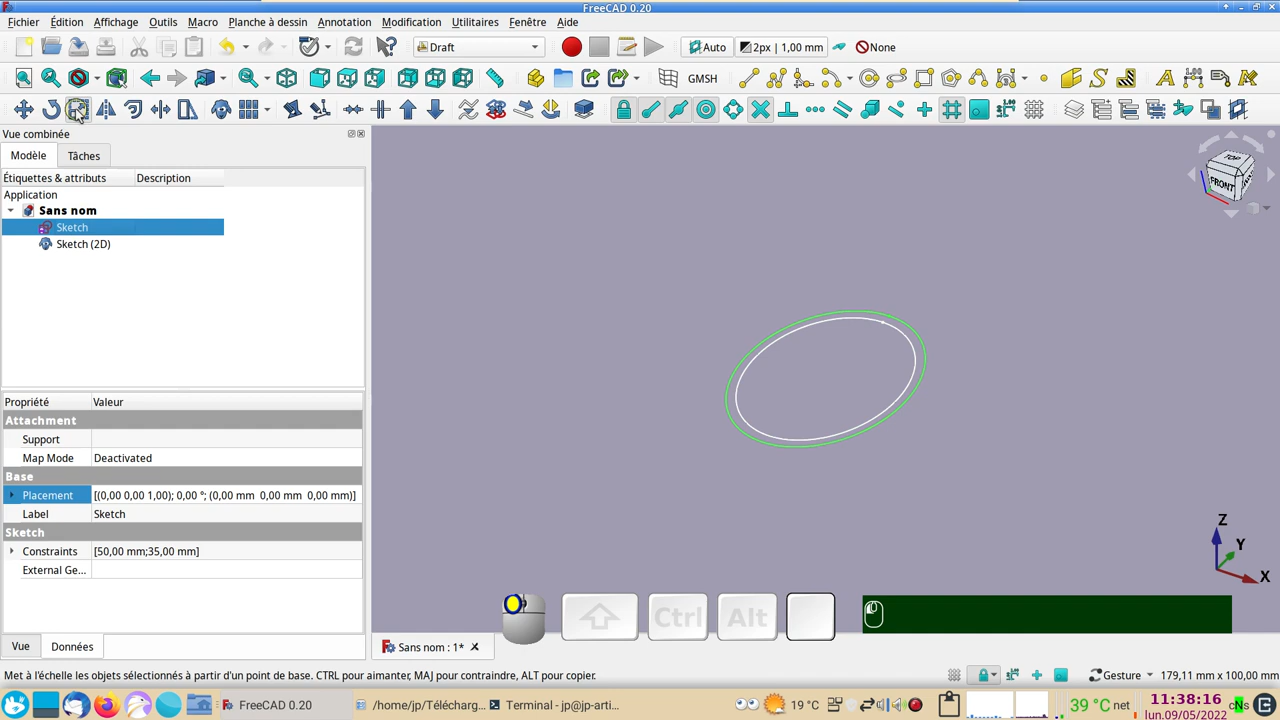 FreeCAD 0.20
Fichier Édition Affichage Outils Macro Planche à dessin Annotation Modification Utilitaires Fenêtre Aide
Draft Auto 2px | 1,00 mm None
GMSH
Vue combinée
Modèle Tâches
Étiquettes & attributs Description
Application
Sans nom
Sketch
Sketch (2D)
TOP
FRONT
Propriété Valeur
Attachment
Support
Map Mode Deactivated
Base
Placement [(0,00 0,00 1,00); 0,00 °; (0,00 mm 0,00 mm 0,00 mm)]
Label Sketch
Sketch
Constraints [50,00 mm;35,00 mm]
External Ge...
Z
Y
X
Ctrl Alt
Vue Données
Sans nom : 1*
Met à l'échelle les objets sélectionnés à partir d'un point de base. CTRL pour aimanter, MAJ pour contraindre, ALT pour copier.
Gesture 179,11 mm x 100,00 mm
FreeCAD 0.20 /home/jp/Télécharg... Terminal - jp@jp-arti... 19 °C 39 °C net 11:38:16
lun.09/05/2022